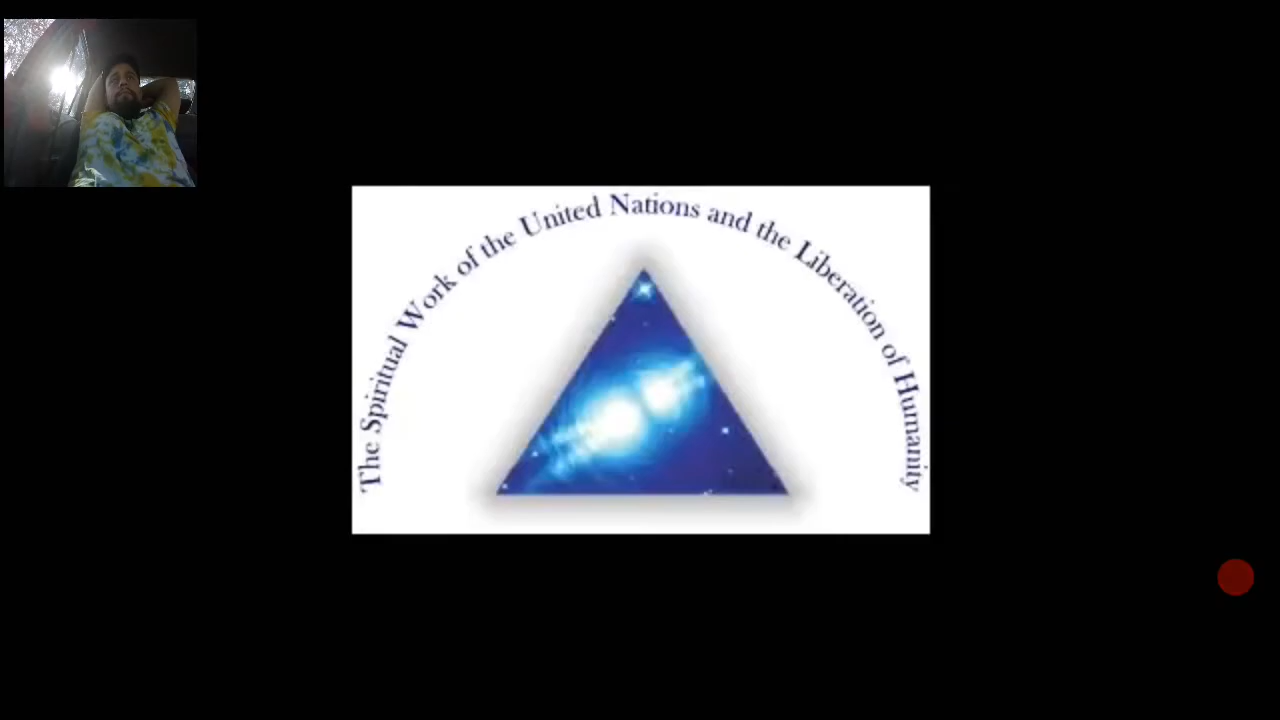 The Spiritual Work of the United Nations and the Liberation of Humanity